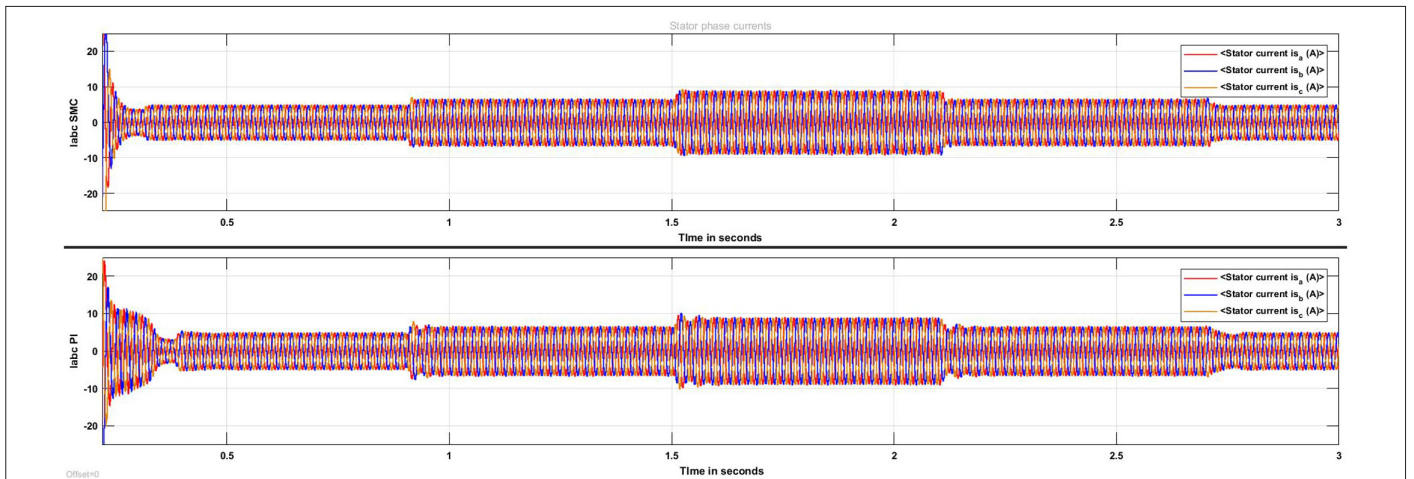 Stator phase currents
20
10
0
-10
-20
Iabc SMC
<Stator current is_a (A)>
<Stator current is_b (A)>
<Stator current is_c (A)>
0.5 1 1.5 2 2.5 3
TIme in seconds
20
10
0
-10
-20
Iabc PI
<Stator current is_a (A)>
<Stator current is_b (A)>
<Stator current is_c (A)>
0.5 1 1.5 2 2.5 3
TIme in seconds
Offset=0